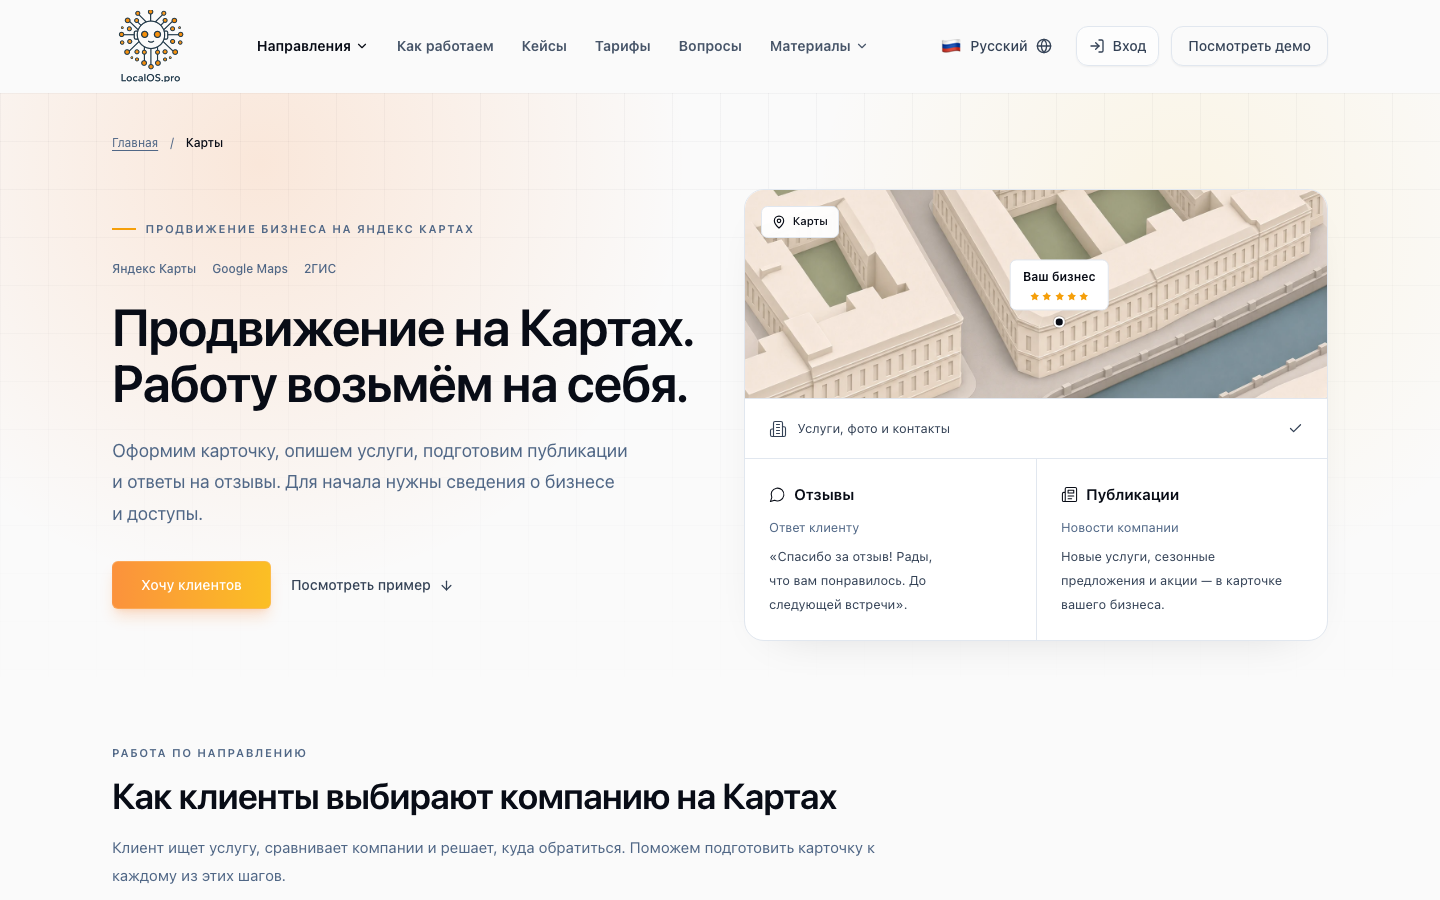 LocalOS.pro
Направления
Как работаем
Кейсы
Тарифы
Вопросы
Материалы
Русский
Вход
Посмотреть демо
Главная / Карты
ПРОДВИЖЕНИЕ БИЗНЕСА НА ЯНДЕКС КАРТАХ
Яндекс Карты Google Maps 2ГИС
Продвижение на Картах.
Работу возьмём на себя.
Оформим карточку, опишем услуги, подготовим публикации
и ответы на отзывы. Для начала нужны сведения о бизнесе
и доступы.
Хочу клиентов
Посмотреть пример
Карты
Ваш бизнес
Услуги, фото и контакты
Отзывы
Ответ клиенту
«Спасибо за отзыв! Рады,
что вам понравилось. До
следующей встречи».
Публикации
Новости компании
Новые услуги, сезонные
предложения и акции — в карточке
вашего бизнеса.
РАБОТА ПО НАПРАВЛЕНИЮ
Как клиенты выбирают компанию на Картах
Клиент ищет услугу, сравнивает компании и решает, куда обратиться. Поможем подготовить карточку к
каждому из этих шагов.